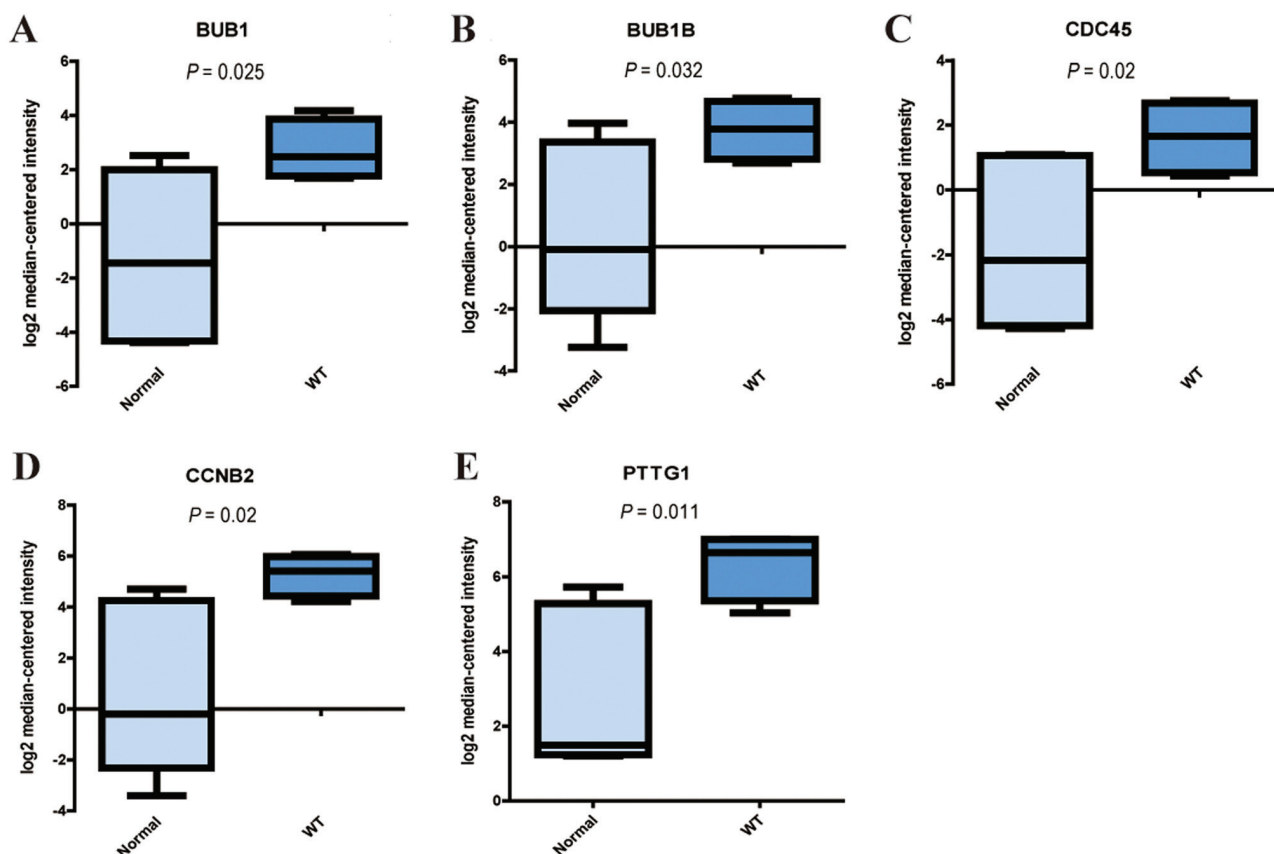 A
BUB1
P = 0.025
log2 median-centered intensity
6
4
2
0
-2
-4
-6
Normal
WT
B
BUB1B
P = 0.032
log2 median-centered intensity
6
4
2
0
-2
-4
Normal
WT
C
CDC45
P = 0.02
log2 median-centered intensity
4
2
0
-2
-4
-6
Normal
WT
D
CCNB2
P = 0.02
log2 median-centered intensity
8
6
4
2
0
-2
-4
Normal
WT
E
PTTG1
P = 0.011
log2 median-centered intensity
8
6
4
2
0
Normal
WT